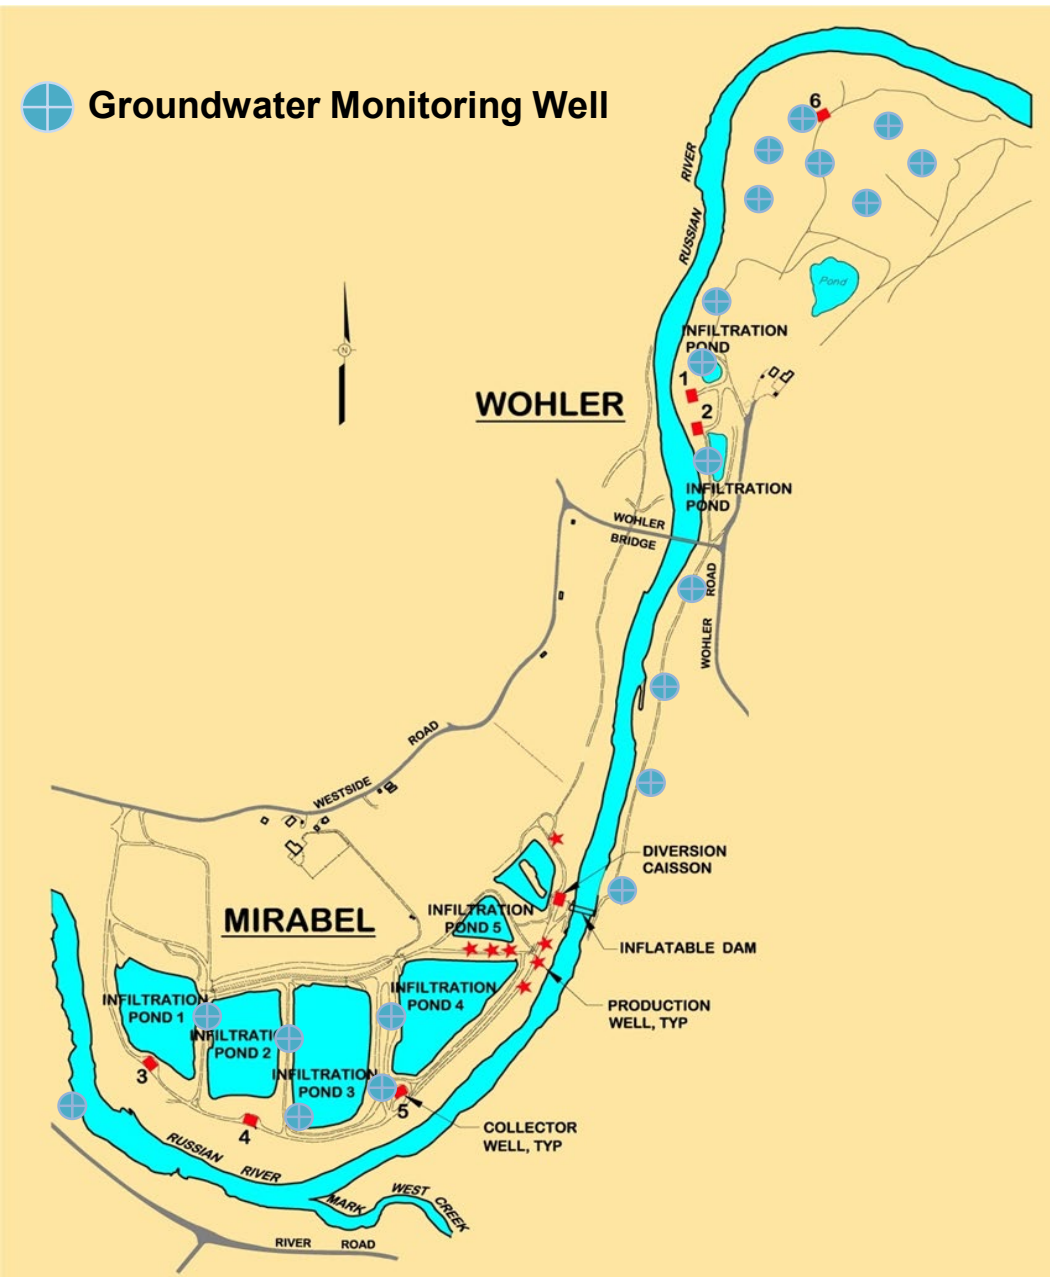 Groundwater Monitoring Well
6
RIVER
RUSSIAN
Pond
INFILTRATION
POND
1
2
WOHLER
INFILTRATION
POND
WOHLER
BRIDGE
ROAD
WOHLER
N
ROAD
WESTSIDE
DIVERSION
CAISSON
MIRABEL
INFILTRATION
POND 5
INFLATABLE DAM
INFILTRATION
POND 4
INFILTRATION
POND 1
PRODUCTION
WELL, TYP
INFILTRATI
POND 2
INFILTRATION
POND 3
3
4
5
COLLECTOR
WELL, TYP
RUSSIAN RIVER
MARK WEST CREEK
RIVER ROAD